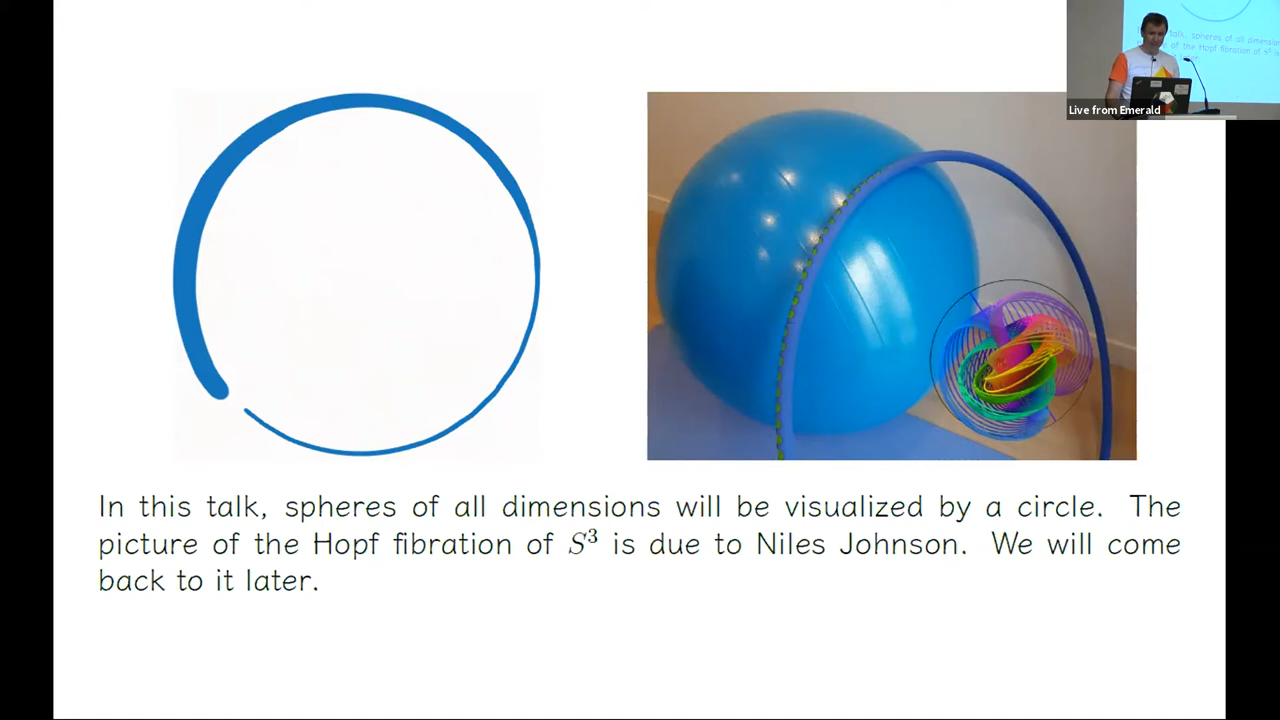 Live from Emerald
In this talk, spheres of all dimensions will be visualized by a circle. The
picture of the Hopf fibration of S³ is due to Niles Johnson. We will come
back to it later.